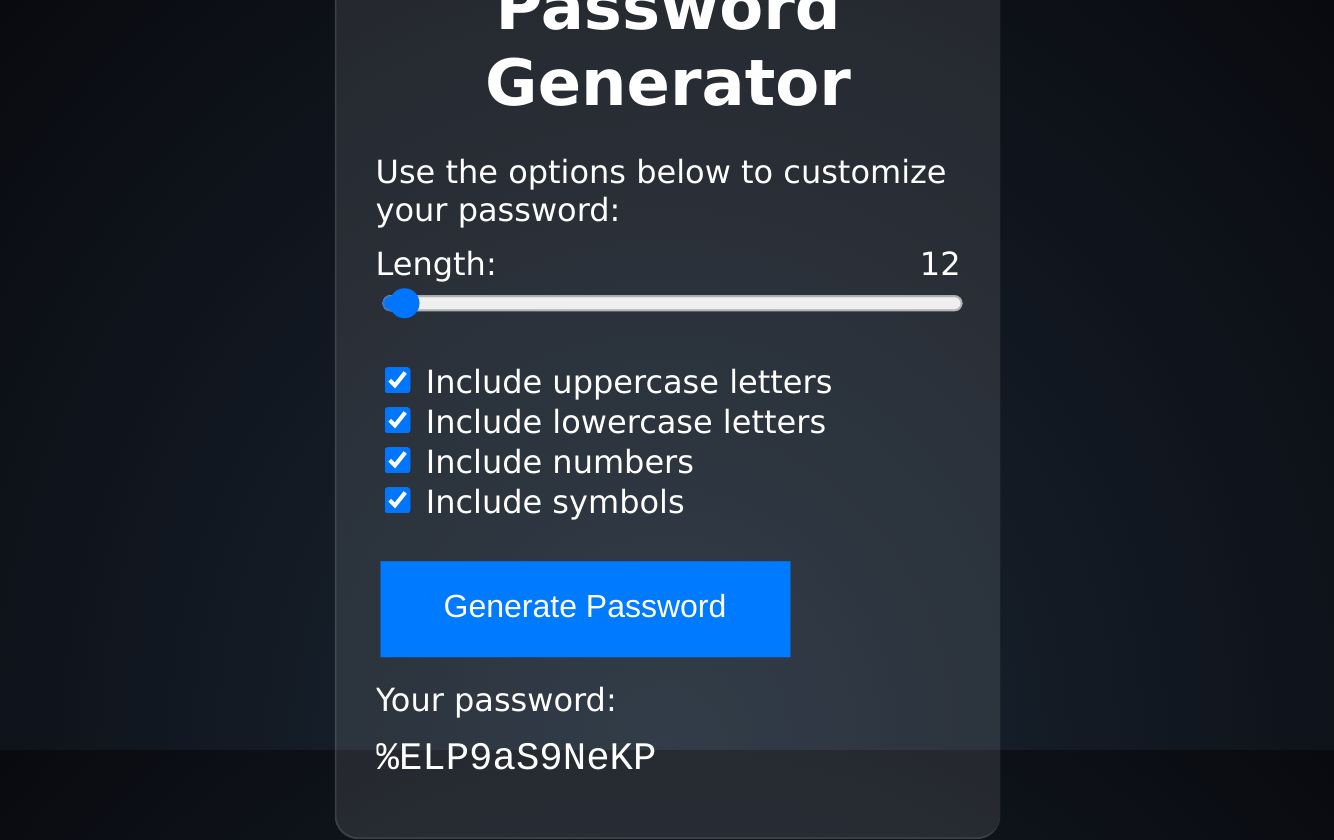 Password
Generator
Use the options below to customize
your password:
Length: 12
Include uppercase letters
Include lowercase letters
Include numbers
Include symbols
Generate Password
Your password:
%ELP9aS9NeKP